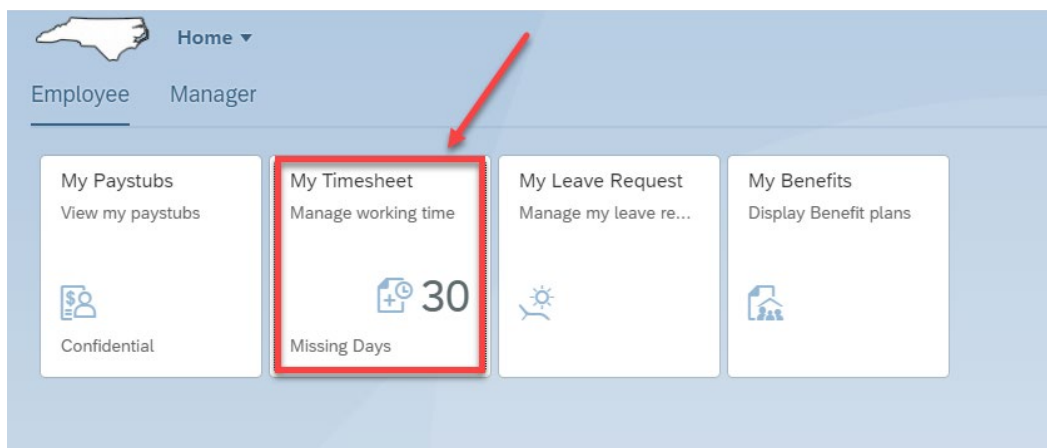 Home
Employee Manager
My Paystubs
View my paystubs
Confidential
My Timesheet
Manage working time
30
Missing Days
My Leave Request
Manage my leave re...
My Benefits
Display Benefit plans